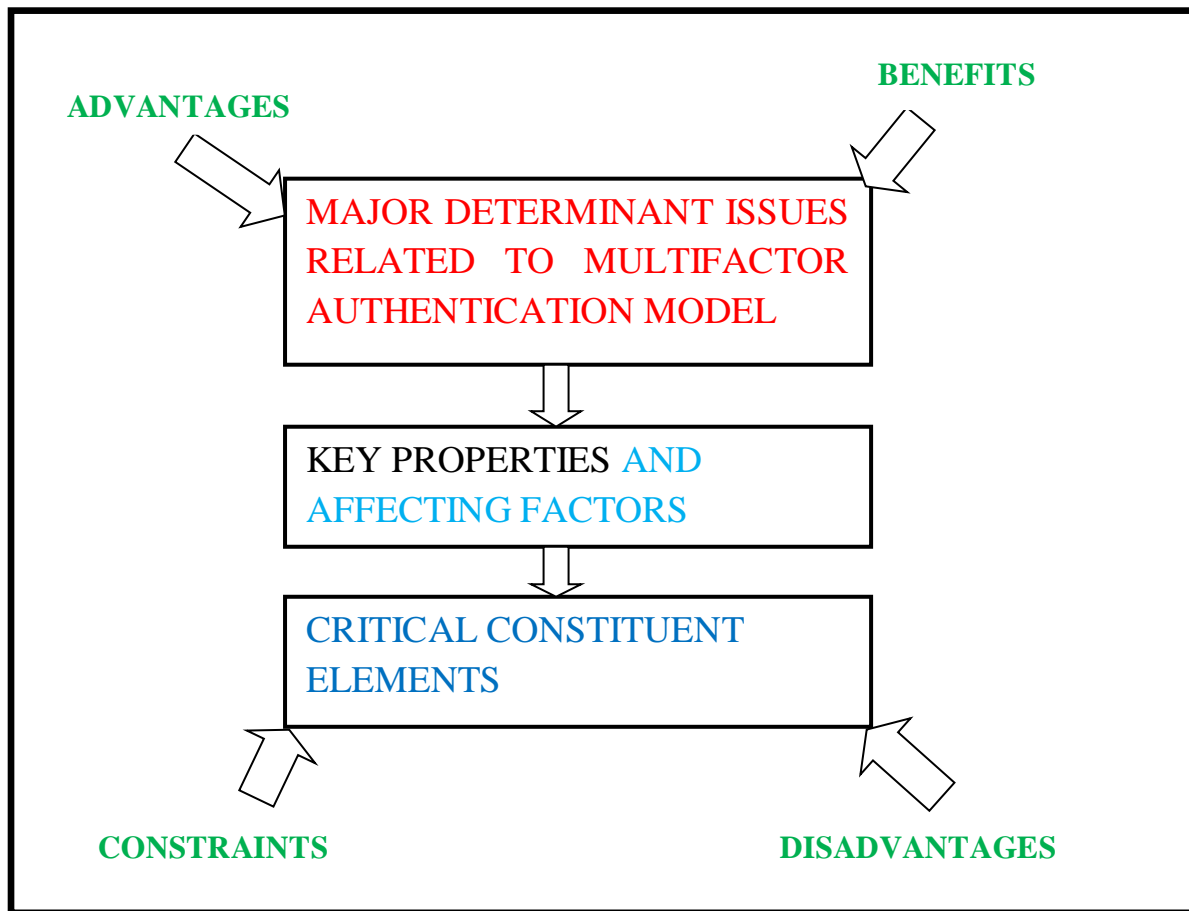 BENEFITS
ADVANTAGES
MAJOR DETERMINANT ISSUES
RELATED TO MULTIFACTOR
AUTHENTICATION MODEL
KEY PROPERTIES AND
AFFECTING FACTORS
CRITICAL CONSTITUENT
ELEMENTS
CONSTRAINTS
DISADVANTAGES